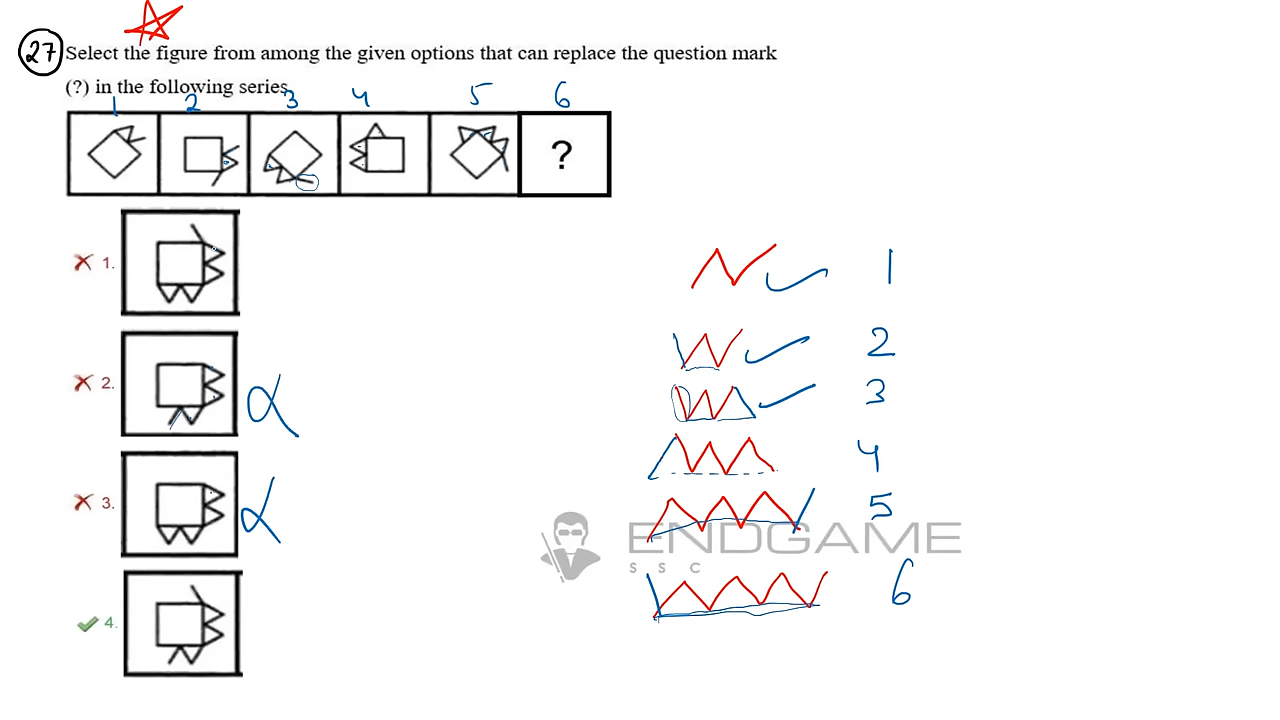 27
Select the figure from among the given options that can replace the question mark
(?) in the following series.
1 2 3 4 5 6
?
1.
2.
α
3.
α
4.
1
2
3
4
5
6
ENDGAME
SSC